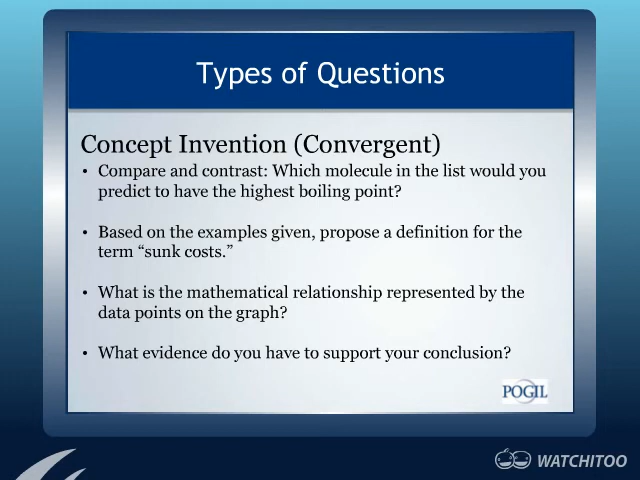 Types of Questions
Concept Invention (Convergent)
• Compare and contrast: Which molecule in the list would you
predict to have the highest boiling point?
• Based on the examples given, propose a definition for the
term “sunk costs.”
• What is the mathematical relationship represented by the
data points on the graph?
• What evidence do you have to support your conclusion?
POGIL
WATCHITOO